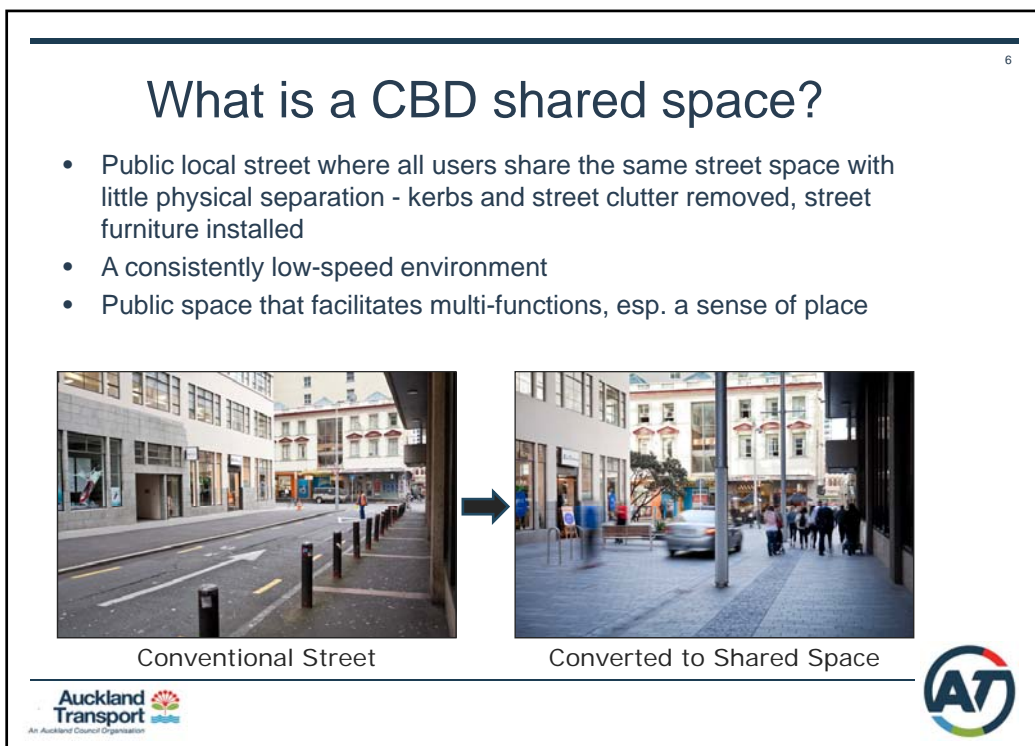 6
What is a CBD shared space?
• Public local street where all users share the same street space with
little physical separation - kerbs and street clutter removed, street
furniture installed
• A consistently low-speed environment
• Public space that facilitates multi-functions, esp. a sense of place
Conventional Street
Converted to Shared Space
Auckland
Transport
An Auckland Council Organisation
AT